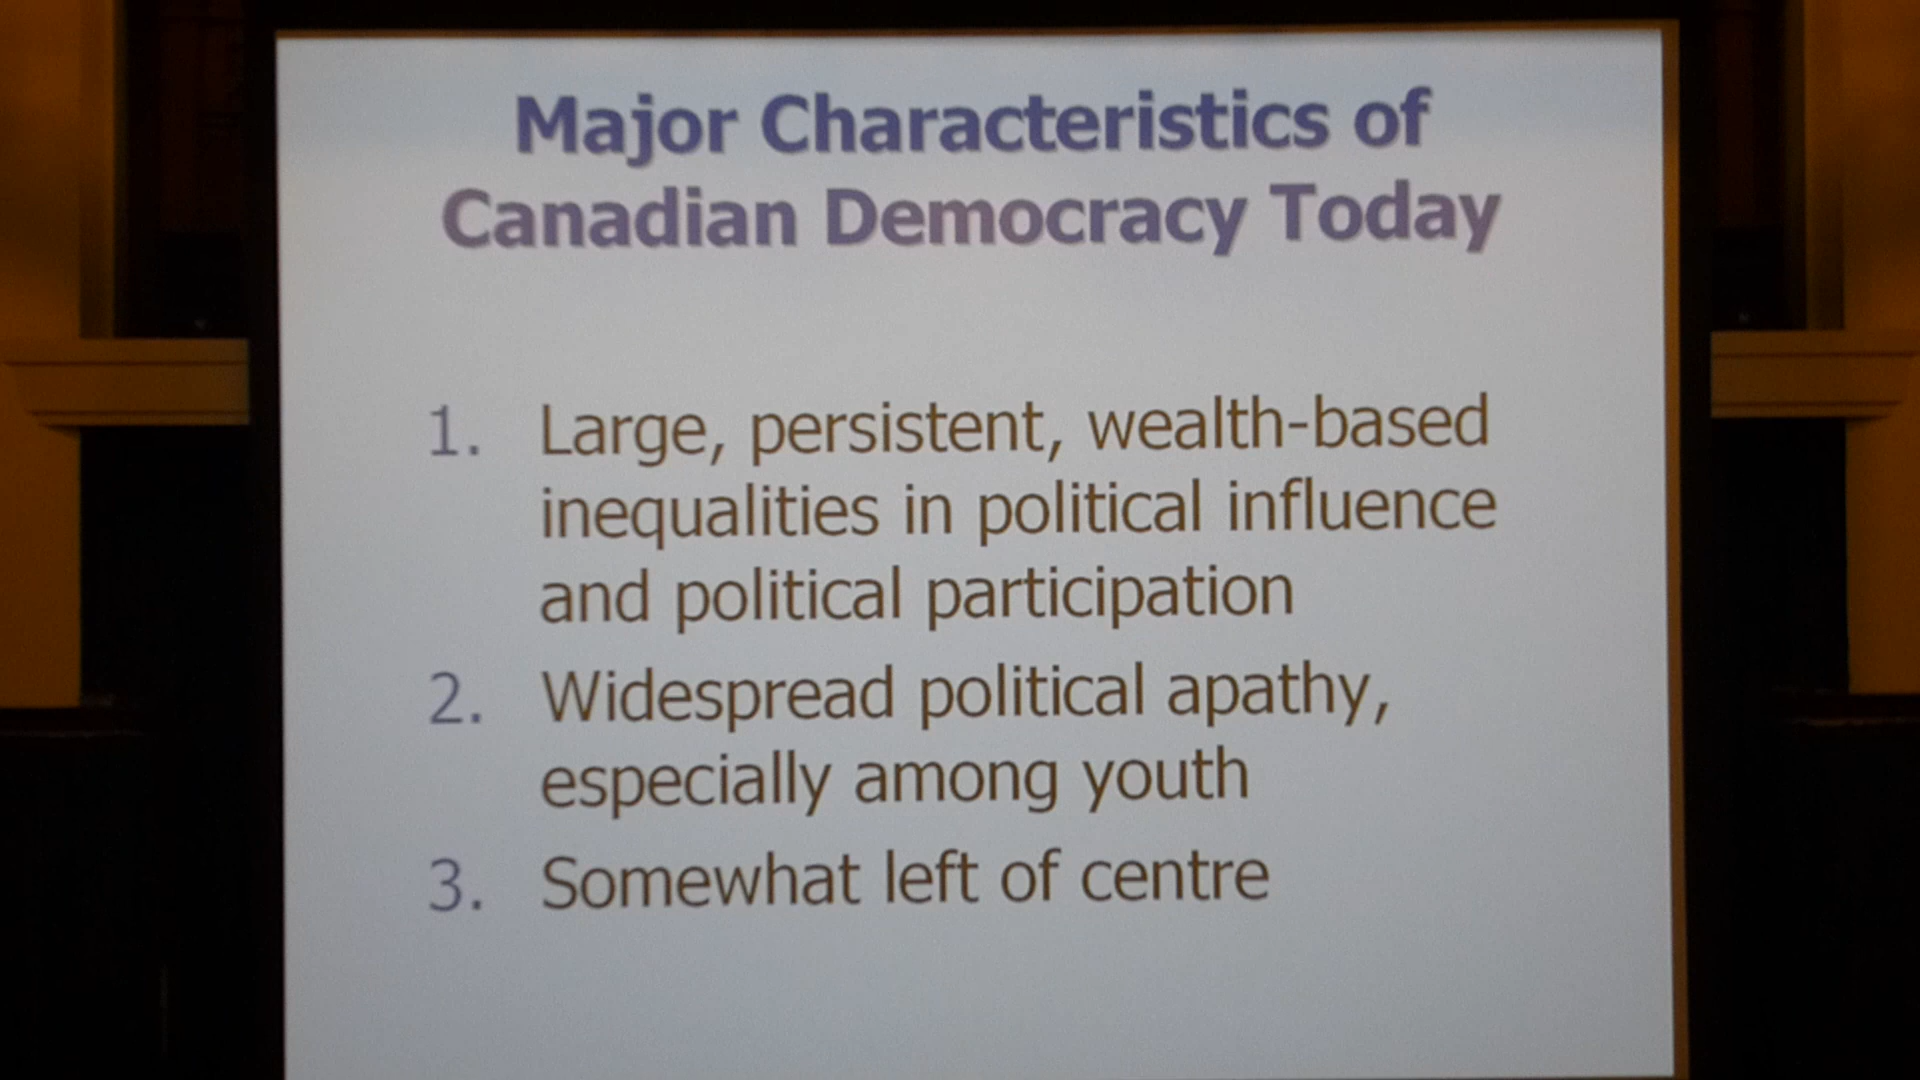 Major Characteristics of
Canadian Democracy Today
1. Large, persistent, wealth-based
inequalities in political influence
and political participation
2. Widespread political apathy,
especially among youth
3. Somewhat left of centre